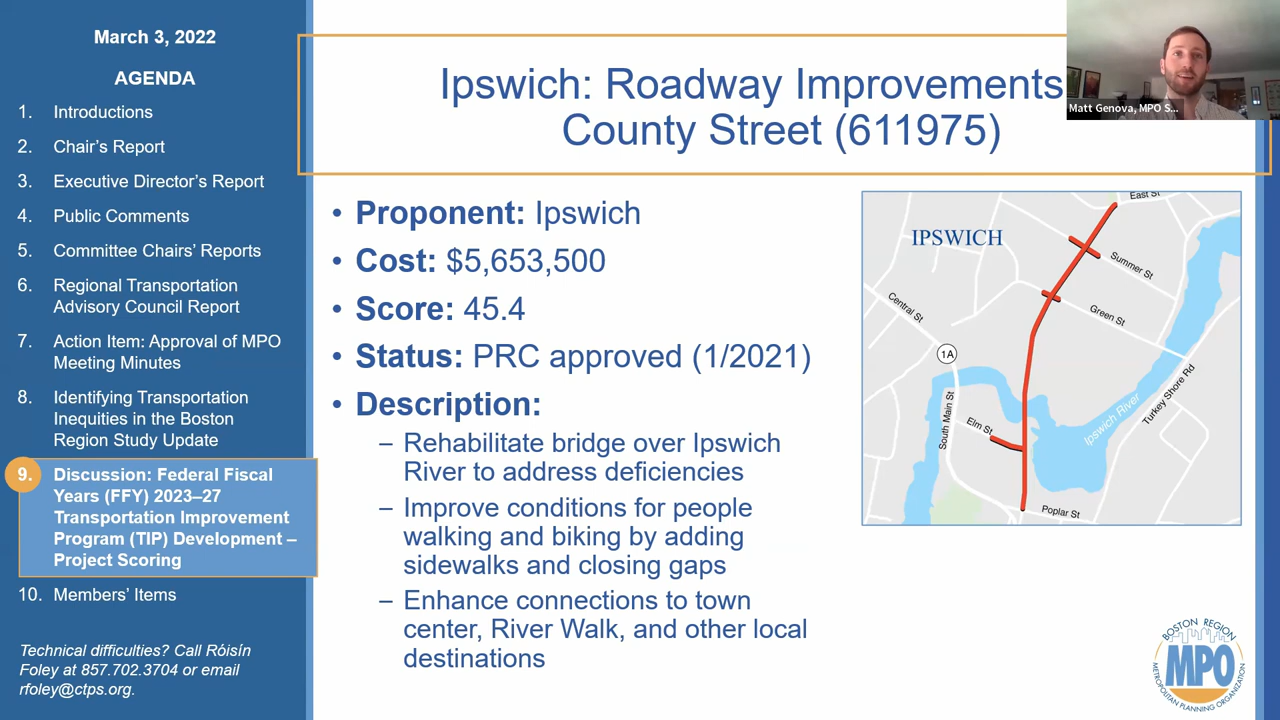 March 3, 2022
AGENDA
1. Introductions
2. Chair's Report
3. Executive Director's Report
4. Public Comments
5. Committee Chairs' Reports
6. Regional Transportation
Advisory Council Report
7. Action Item: Approval of MPO
Meeting Minutes
8. Identifying Transportation
Inequities in the Boston
Region Study Update
9. Discussion: Federal Fiscal
Years (FFY) 2023–27
Transportation Improvement
Program (TIP) Development –
Project Scoring
10. Members' Items
Technical difficulties? Call Róisín
Foley at 857.702.3704 or email
rfoley@ctps.org.
Ipswich: Roadway Improvements
County Street (611975)
Matt Genova, MPO S...
• Proponent: Ipswich
• Cost: $5,653,500
• Score: 45.4
• Status: PRC approved (1/2021)
• Description:
– Rehabilitate bridge over Ipswich
River to address deficiencies
– Improve conditions for people
walking and biking by adding
sidewalks and closing gaps
– Enhance connections to town
center, River Walk, and other local
destinations
East St
IPSWICH
Summer St
Central St
Green St
1A
Turkey Shore Rd
South Main St
Elm St
Ipswich River
Poplar St
BOSTON REGION
MPO
METROPOLITAN PLANNING ORGANIZATION